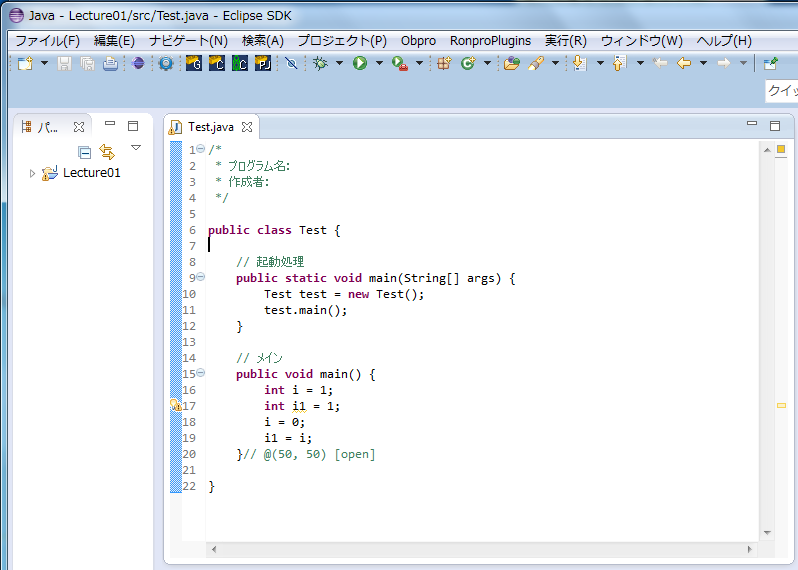 Java - Lecture01/src/Test.java - Eclipse SDK
ファイル(F) 編集(E) ナビゲート(N) 検索(A) プロジェクト(P) Obpro RonproPlugins 実行(R) ウィンドウ(W) ヘルプ(H)
G C C PJ
クイッ
パ...
Lecture01
Test.java
1 /*
2 * プログラム名:
3 * 作成者:
4 */
5
6 public class Test {
7
8 // 起動処理
9 public static void main(String[] args) {
10 Test test = new Test();
11 test.main();
12 }
13
14 // メイン
15 public void main() {
16 int i = 1;
17 int i1 = 1;
18 i = 0;
19 i1 = i;
20 }// @(50, 50) [open]
21
22 }